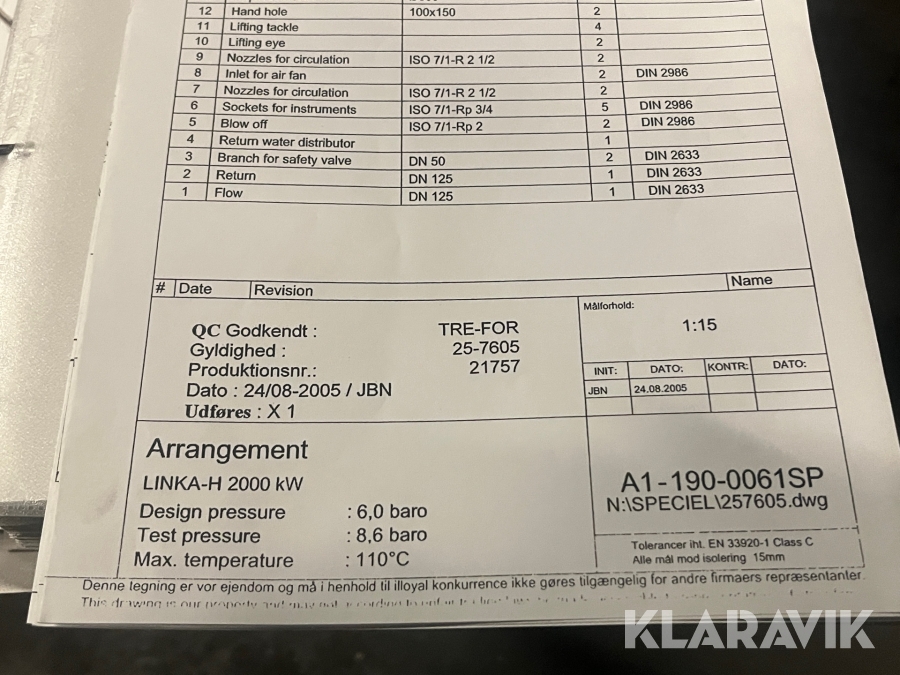 12 Hand hole 100x150 2
11 Lifting tackle 4
10 Lifting eye 2
9 Nozzles for circulation ISO 7/1-R 2 1/2 2
8 Inlet for air fan 2 DIN 2986
7 Nozzles for circulation ISO 7/1-R 2 1/2 2
6 Sockets for instruments ISO 7/1-Rp 3/4 5 DIN 2986
5 Blow off ISO 7/1-Rp 2 2 DIN 2986
4 Return water distributor 1
3 Branch for safety valve DN 50 2 DIN 2633
2 Return DN 125 1 DIN 2633
1 Flow DN 125 1 DIN 2633
# Date Revision Name
QC Godkendt : TRE-FOR
Gyldighed : 25-7605
Produktionsnr.: 21757
Dato : 24/08-2005 / JBN
Udføres : X 1
Målforhold:
1:15
INIT: DATO: KONTR: DATO:
JBN 24.08.2005
Arrangement
LINKA-H 2000 kW
Design pressure : 6,0 baro
Test pressure : 8,6 baro
Max. temperature : 110°C
A1-190-0061SP
N:\SPECIEL\257605.dwg
Tolerancer iht. EN 33920-1 Class C
Alle mål mod isolering 15mm
Denne tegning er vor ejendom og må i henhold til illoyal konkurrence ikke gøres tilgængelig for andre firmaers repræsentanter.
This drawing is our property and may not
KLARAVIK